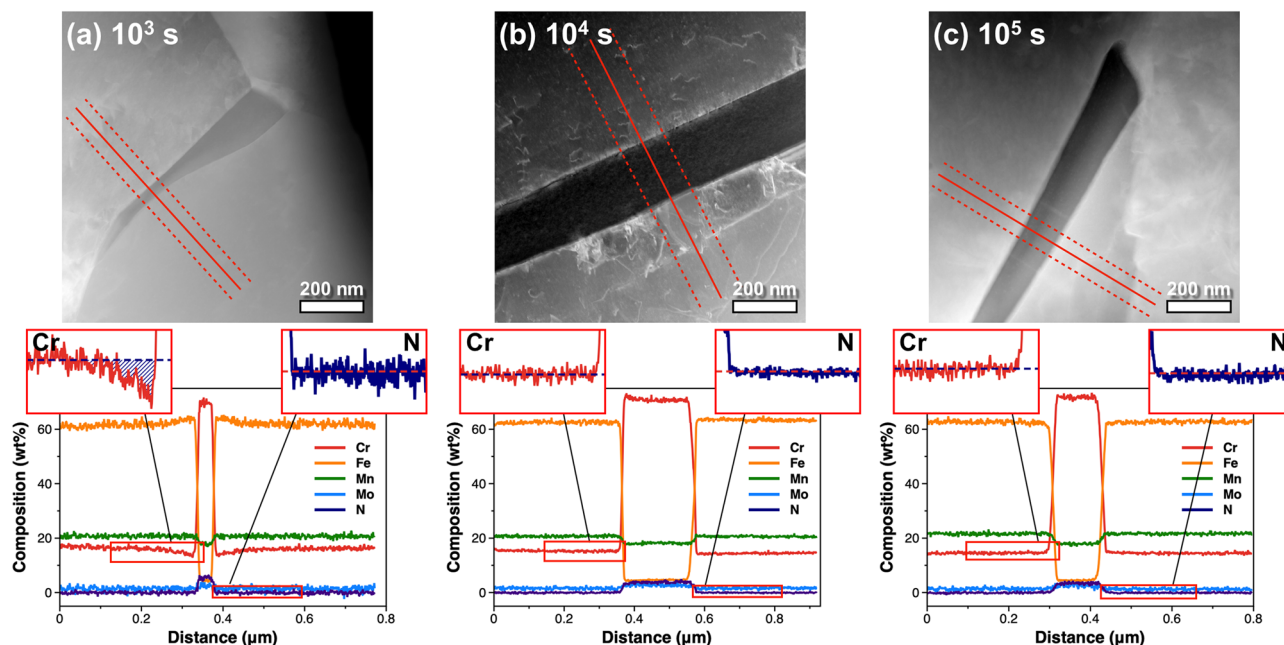 (a) 10³ s
200 nm
(b) 10⁴ s
200 nm
(c) 10⁵ s
200 nm
Cr
N
Composition (wt%)
60
40
20
0
Cr
Fe
Mn
Mo
N
0
0.2
0.4
0.6
0.8
Distance (µm)
Cr
N
Composition (wt%)
60
40
20
0
Cr
Fe
Mn
Mo
N
0
0.2
0.4
0.6
0.8
Distance (µm)
Cr
N
Composition (wt%)
60
40
20
0
Cr
Fe
Mn
Mo
N
0
0.2
0.4
0.6
0.8
Distance (µm)